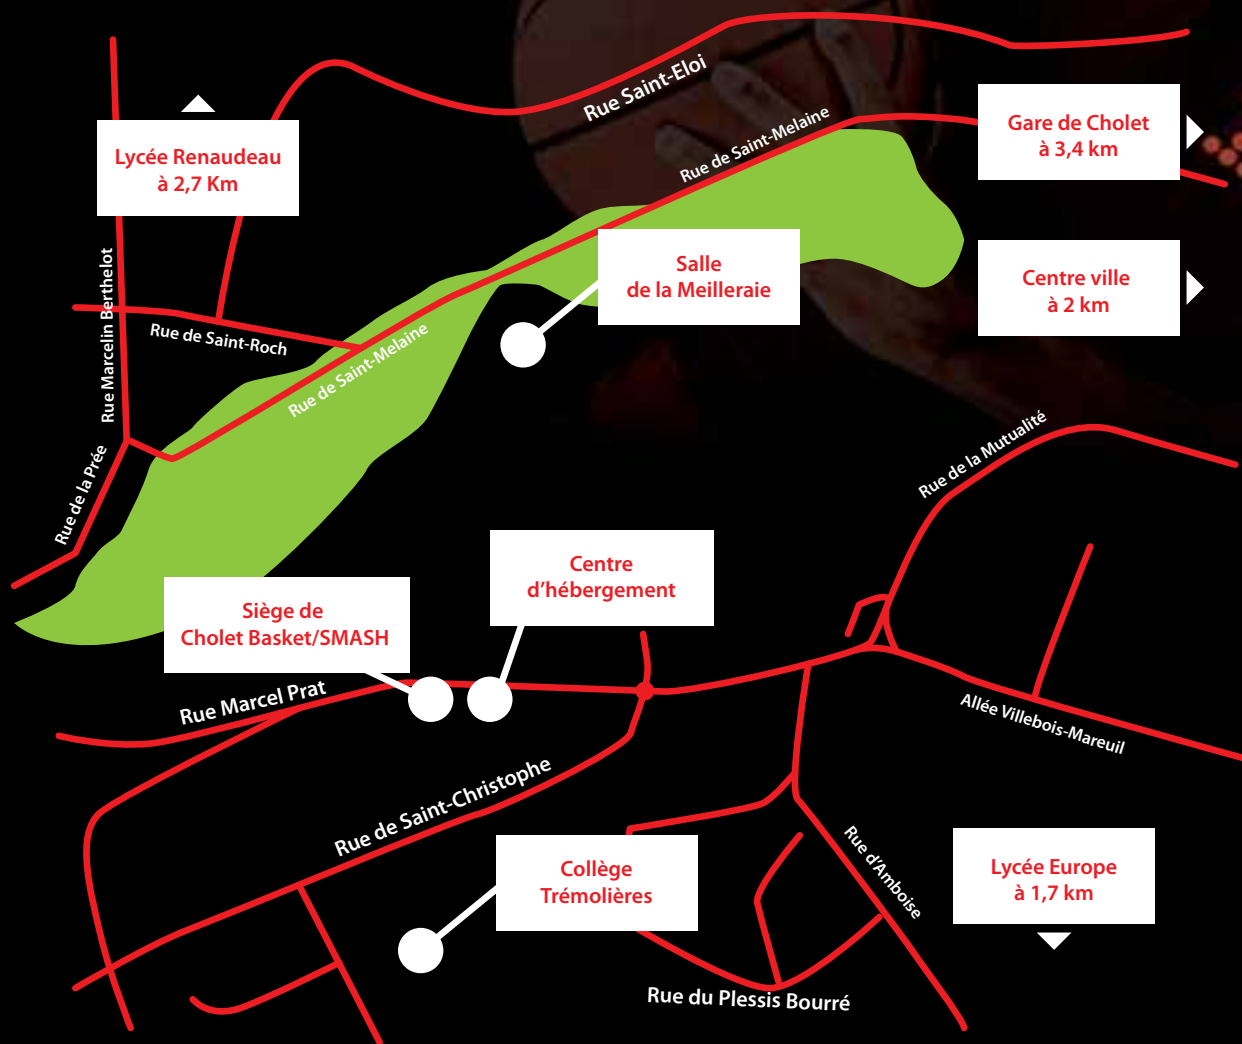 Rue Saint-Eloi
Rue de Saint-Melaine
Gare de Cholet
à 3,4 km
Lycée Renaudeau
à 2,7 Km
Centre ville
à 2 km
Salle
de la Meilleraie
Rue Marcelin Berthelot
Rue de Saint-Roch
Rue de Saint-Melaine
Rue de la Prée
Rue de la Mutualité
Centre
d'hébergement
Siège de
Cholet Basket/SMASH
Rue Marcel Prat
Allée Villebois-Mareuil
Rue de Saint-Christophe
Collège
Trémolières
Rue d'Amboise
Lycée Europe
à 1,7 km
Rue du Plessis Bourré